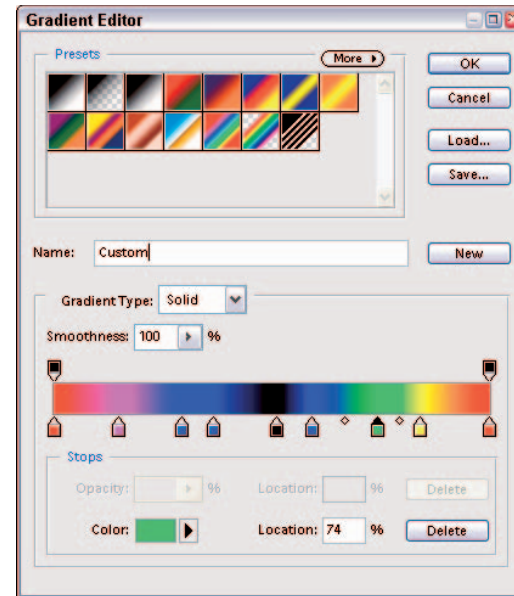 Gradient Editor
Presets
More
OK
Cancel
Load...
Save...
Name: Custom
New
Gradient Type: Solid
Smoothness: 100 %
Stops
Opacity: % Location: % Delete
Color: Location: 74 % Delete